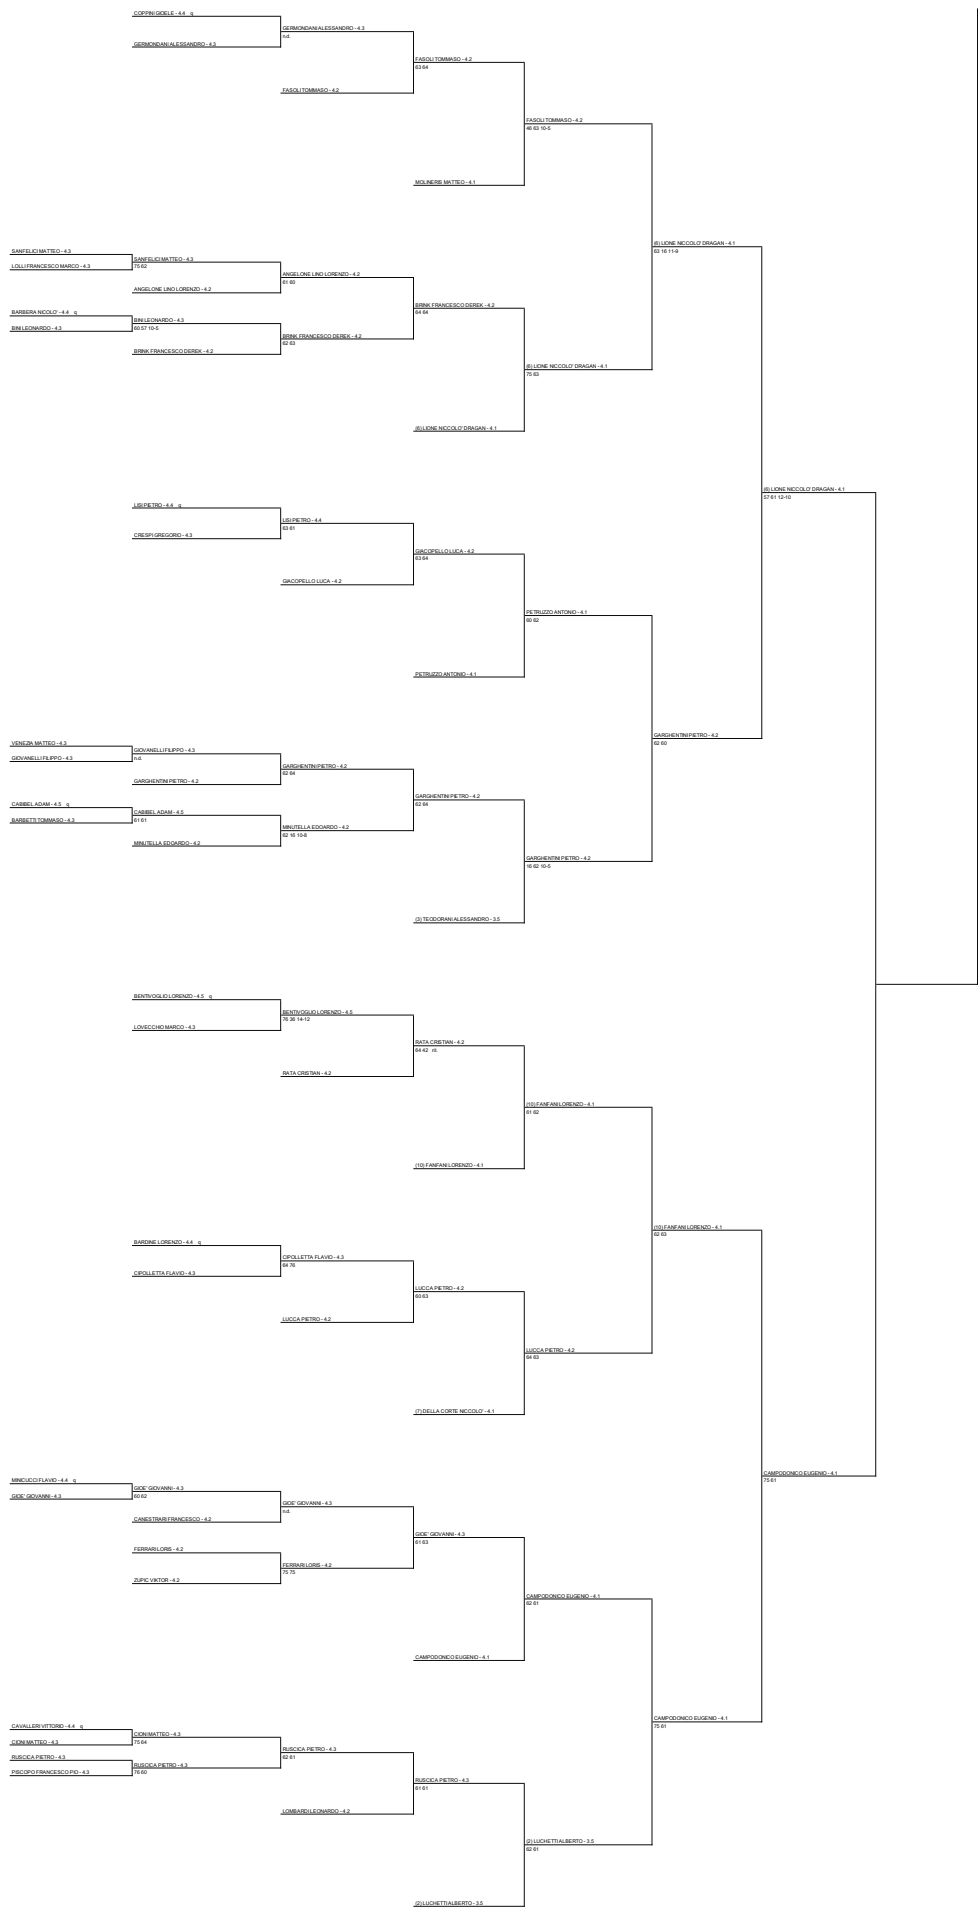 COPPINI GIOELE - 4.4 q
GERMONDANI ALESSANDRO - 4.3
n.d.
GERMONDANI ALESSANDRO - 4.3
FASOLI TOMMASO - 4.2
63 64
FASOLI TOMMASO - 4.2
FASOLI TOMMASO - 4.2
46 63 10-5
MOLINERIS MATTEO - 4.1
(6) LIONE NICCOLO' DRAGAN - 4.1
63 16 11-9
SANFELICI MATTEO - 4.3
SANFELICI MATTEO - 4.3
75 62
LOLLI FRANCESCO MARCO - 4.3
ANGELONE LINO LORENZO - 4.2
61 60
ANGELONE LINO LORENZO - 4.2
BRINK FRANCESCO DEREK - 4.2
64 64
BARBERA NICOLO' - 4.4 q
BINI LEONARDO - 4.3
60 57 10-5
BINI LEONARDO - 4.3
BRINK FRANCESCO DEREK - 4.2
62 63
BRINK FRANCESCO DEREK - 4.2
(6) LIONE NICCOLO' DRAGAN - 4.1
75 63
(6) LIONE NICCOLO' DRAGAN - 4.1
(6) LIONE NICCOLO' DRAGAN - 4.1
57 61 12-10
LISI PIETRO - 4.4 q
LISI PIETRO - 4.4
63 61
CRESPI GREGORIO - 4.3
GIACOPELLO LUCA - 4.2
63 64
GIACOPELLO LUCA - 4.2
PETRUZZO ANTONIO - 4.1
60 62
PETRUZZO ANTONIO - 4.1
GARGHENTINI PIETRO - 4.2
62 60
VENEZIA MATTEO - 4.3
GIOVANELLI FILIPPO - 4.3
n.d.
GIOVANELLI FILIPPO - 4.3
GARGHENTINI PIETRO - 4.2
62 64
GARGHENTINI PIETRO - 4.2
GARGHENTINI PIETRO - 4.2
62 64
CABIBEL ADAM - 4.5 q
CABIBEL ADAM - 4.5
61 61
BARBETTI TOMMASO - 4.3
MINUTELLA EDOARDO - 4.2
62 16 10-8
MINUTELLA EDOARDO - 4.2
GARGHENTINI PIETRO - 4.2
16 62 10-5
(3) TEODORANI ALESSANDRO - 3.5
BENTIVOGLIO LORENZO - 4.5 q
BENTIVOGLIO LORENZO - 4.5
76 36 14-12
LOVECCHIO MARCO - 4.3
RATA CRISTIAN - 4.2
64 42 rit.
RATA CRISTIAN - 4.2
(10) FANFANI LORENZO - 4.1
61 62
(10) FANFANI LORENZO - 4.1
(10) FANFANI LORENZO - 4.1
62 63
BARDINE LORENZO - 4.4 q
CIPOLLETTA FLAVIO - 4.3
64 76
CIPOLLETTA FLAVIO - 4.3
LUCCA PIETRO - 4.2
60 63
LUCCA PIETRO - 4.2
LUCCA PIETRO - 4.2
64 63
(7) DELLA CORTE NICCOLO' - 4.1
CAMPODONICO EUGENIO - 4.1
75 61
MINICUCCI FLAVIO - 4.4 q
GIOE' GIOVANNI - 4.3
60 62
GIOE' GIOVANNI - 4.3
GIOE' GIOVANNI - 4.3
n.d.
CANESTRARI FRANCESCO - 4.2
GIOE' GIOVANNI - 4.3
61 63
FERRARI LORIS - 4.2
FERRARI LORIS - 4.2
75 75
ZUPIC VIKTOR - 4.2
CAMPODONICO EUGENIO - 4.1
62 61
CAMPODONICO EUGENIO - 4.1
CAMPODONICO EUGENIO - 4.1
75 61
CAVALLERI VITTORIO - 4.4 q
CIONI MATTEO - 4.3
75 64
CIONI MATTEO - 4.3
RUSCICA PIETRO - 4.3
62 61
RUSCICA PIETRO - 4.3
RUSCICA PIETRO - 4.3
76 60
PISCOPO FRANCESCO PIO - 4.3
RUSCICA PIETRO - 4.3
61 61
LOMBARDI LEONARDO - 4.2
(2) LUCHETTI ALBERTO - 3.5
62 61
(2) LUCHETTI ALBERTO - 3.5